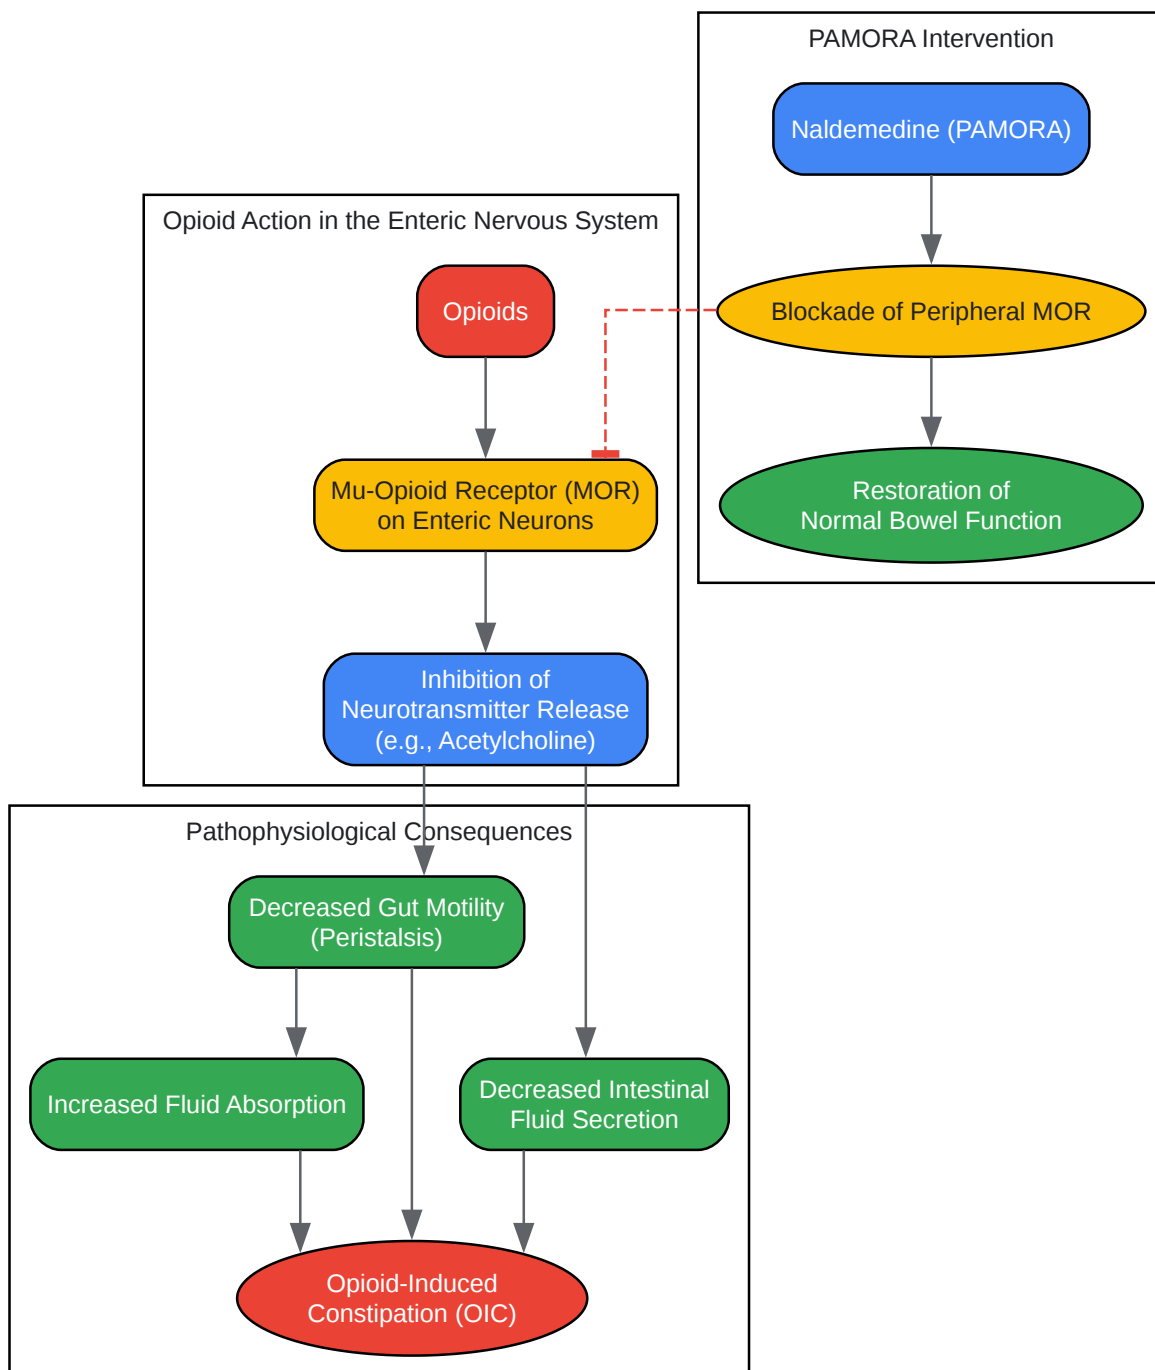 PAMORA Intervention
Naldemedine (PAMORA)
Blockade of Peripheral MOR
Restoration of
Normal Bowel Function
Opioid Action in the Enteric Nervous System
Opioids
Mu-Opioid Receptor (MOR)
on Enteric Neurons
Inhibition of
Neurotransmitter Release
(e.g., Acetylcholine)
Pathophysiological Consequences
Decreased Gut Motility
(Peristalsis)
Increased Fluid Absorption
Decreased Intestinal
Fluid Secretion
Opioid-Induced
Constipation (OIC)